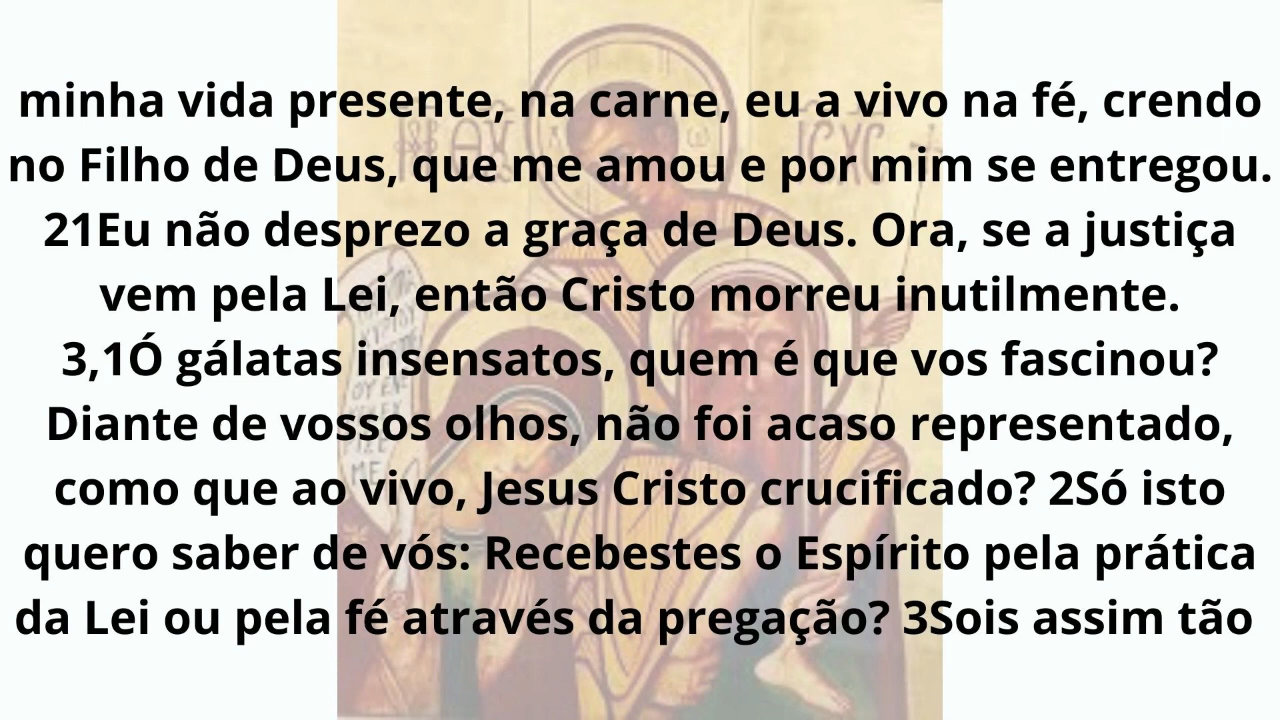 minha vida presente, na carne, eu a vivo na fé, crendo
no Filho de Deus, que me amou e por mim se entregou.
21Eu não desprezo a graça de Deus. Ora, se a justiça
vem pela Lei, então Cristo morreu inutilmente.
3,1Ó gálatas insensatos, quem é que vos fascinou?
Diante de vossos olhos, não foi acaso representado,
como que ao vivo, Jesus Cristo crucificado? 2Só isto
quero saber de vós: Recebestes o Espírito pela prática
da Lei ou pela fé através da pregação? 3Sois assim tão